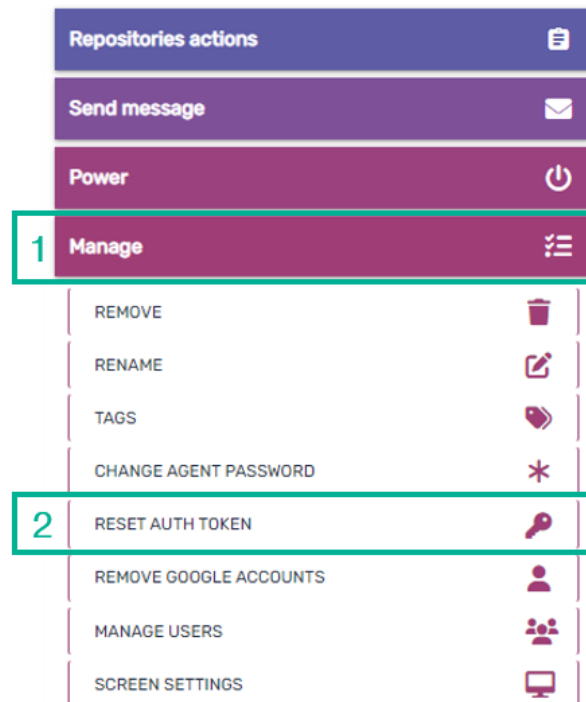 Repositories actions
Send message
Power
1 Manage
REMOVE
RENAME
TAGS
CHANGE AGENT PASSWORD
2 RESET AUTH TOKEN
REMOVE GOOGLE ACCOUNTS
MANAGE USERS
SCREEN SETTINGS